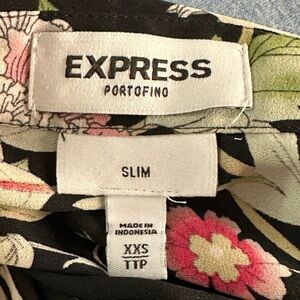 EXPRESS
PORTOFINO
SLIM
MADE IN
INDONESIA
XXS
TTP